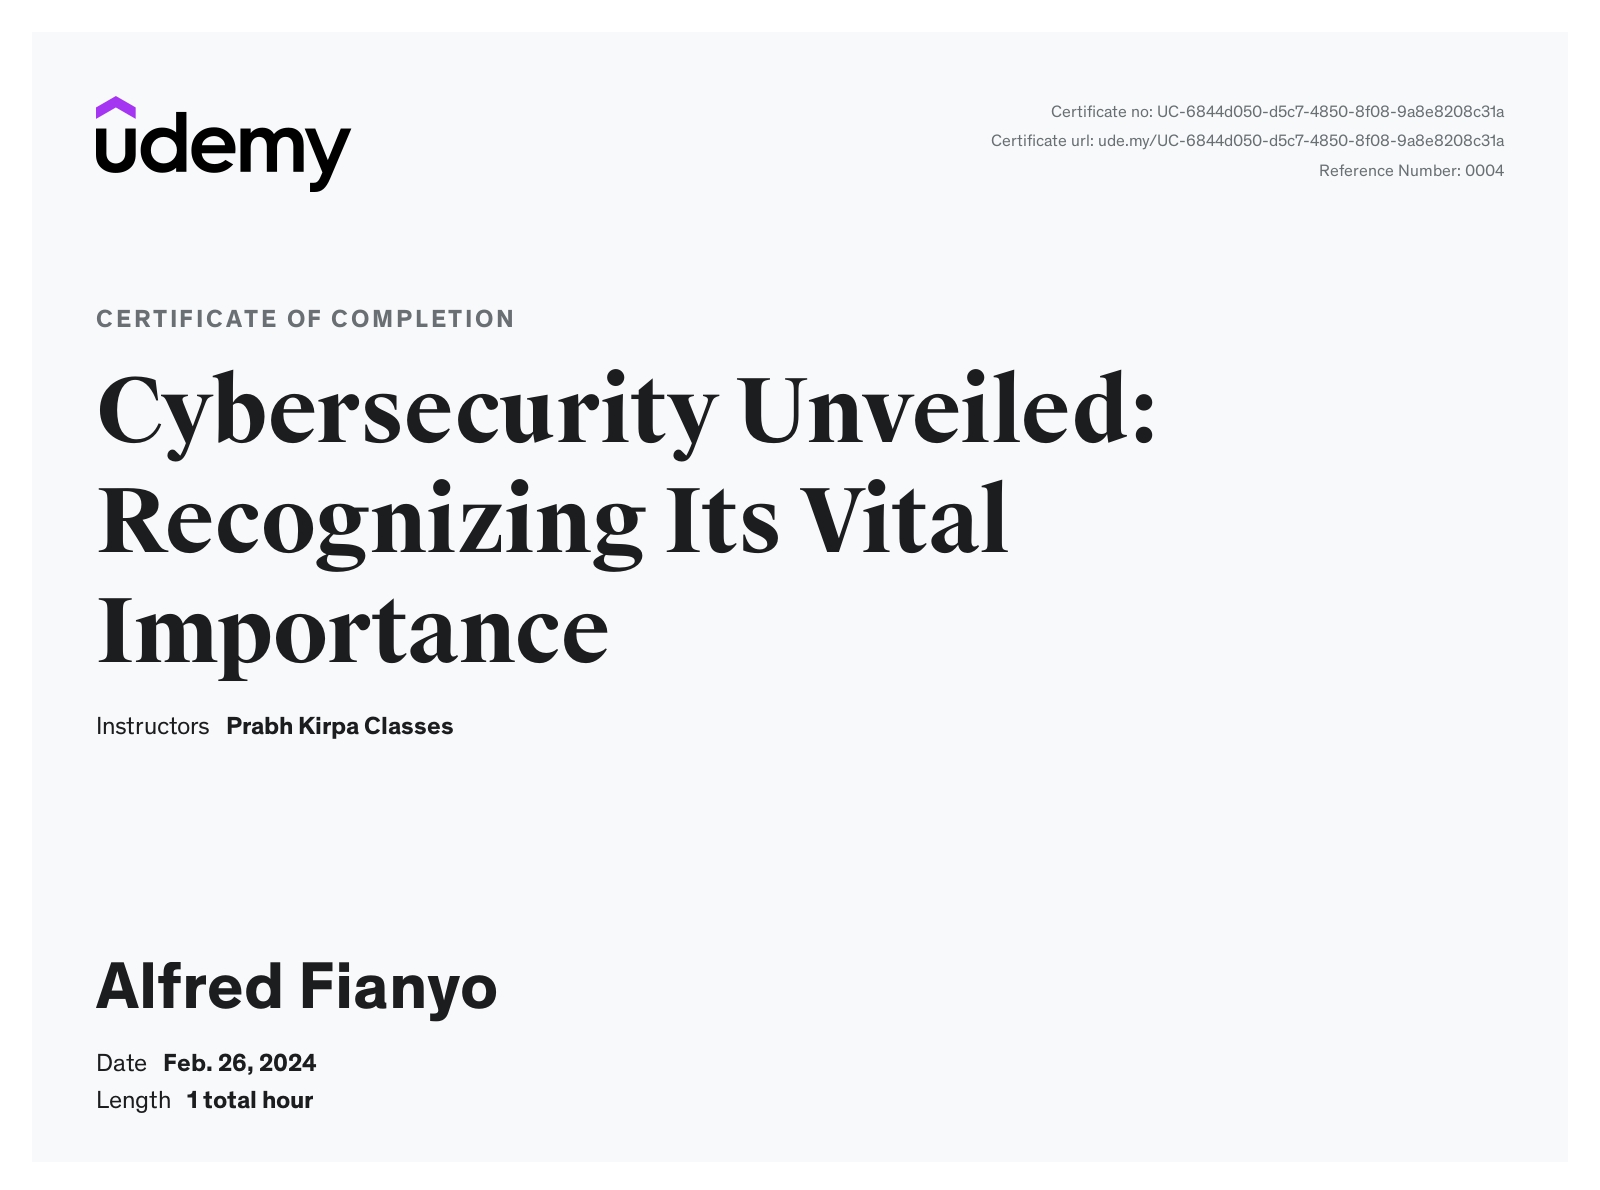 udemy
Certificate no: UC-6844d050-d5c7-4850-8f08-9a8e8208c31a
Certificate url: ude.my/UC-6844d050-d5c7-4850-8f08-9a8e8208c31a
Reference Number: 0004
CERTIFICATE OF COMPLETION
Cybersecurity Unveiled:
Recognizing Its Vital
Importance
Instructors Prabh Kirpa Classes
Alfred Fianyo
Date Feb. 26, 2024
Length 1 total hour